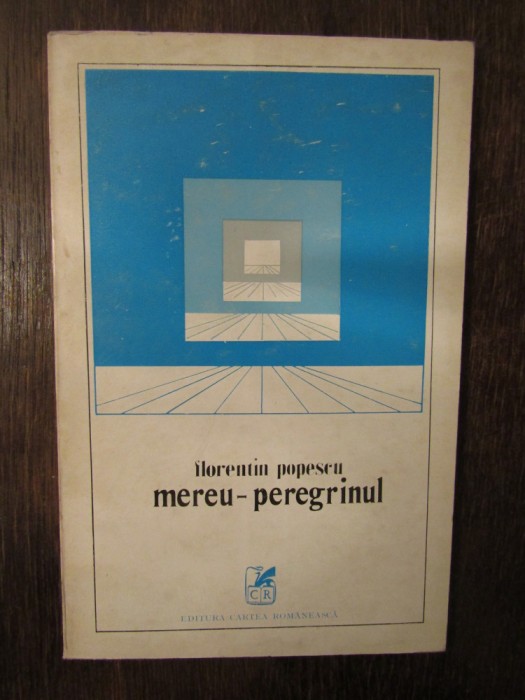 florentin popescu
mereu-peregrinul
CR
EDITURA CARTEA ROMÂNEASCĂ